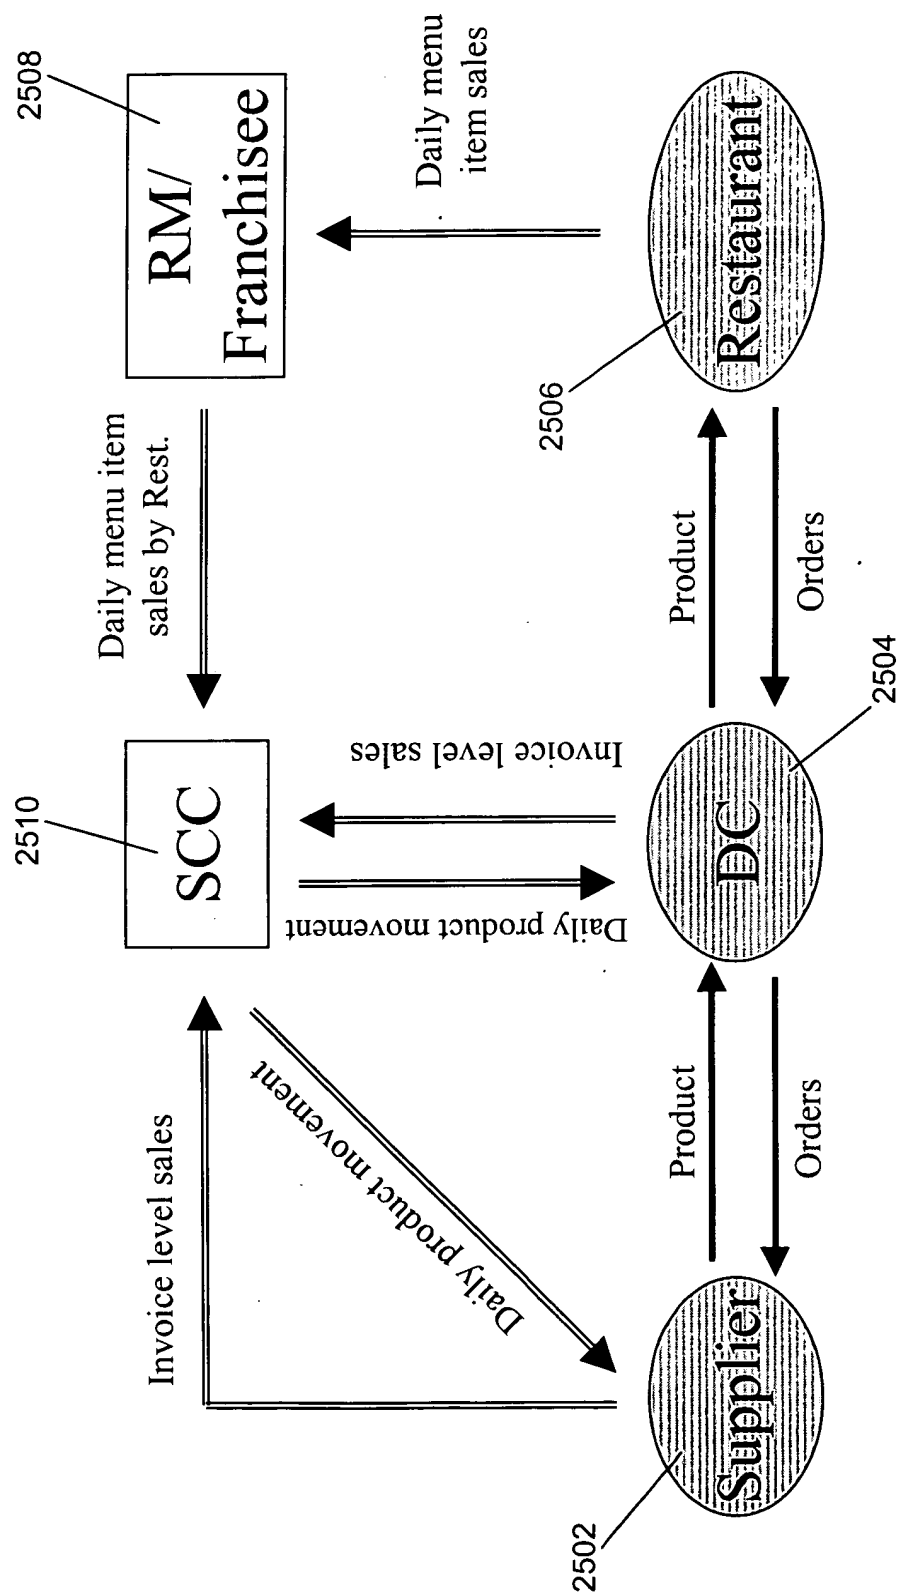 2510
2508
SCC
RM/
Franchisee
Daily menu item
sales by Rest.
Invoice level sales
Daily product movement
Daily product movement
Invoice level sales
Daily menu
item sales
2506
Supplier
Product
DC
Product
Restaurant
2502
Orders
2504
Orders